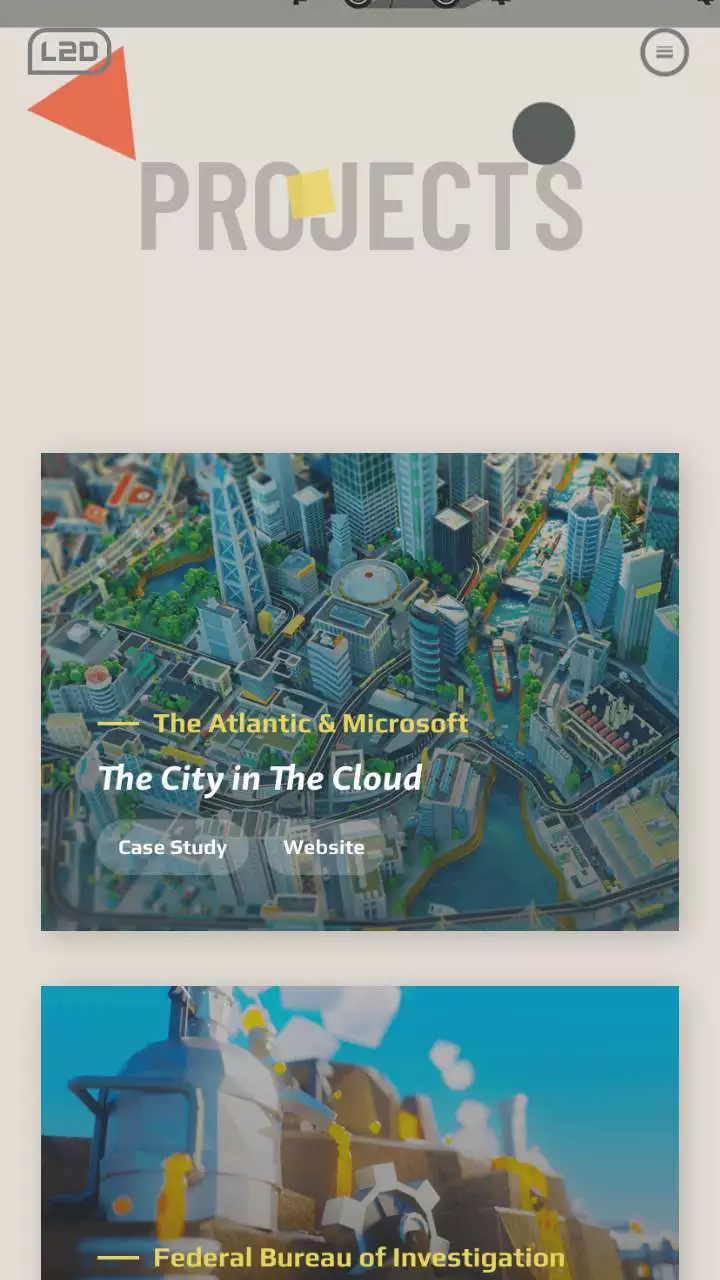 L2D
PROJECTS
The Atlantic & Microsoft
The City in The Cloud
Case Study
Website
Federal Bureau of Investigation